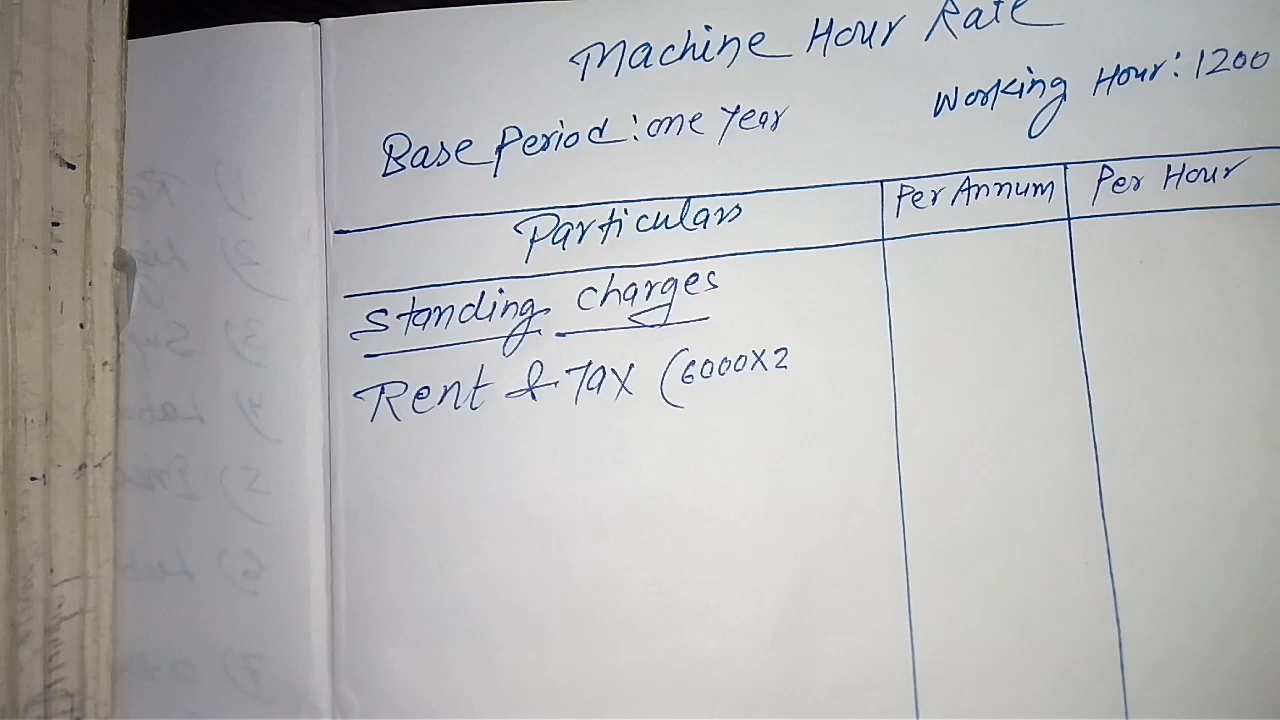 Machine Hour Rate
Base Period : one year
Working Hour : 1200
Particulars
Per Annum
Per Hour
Standing charges
Rent & Tax (6000X2